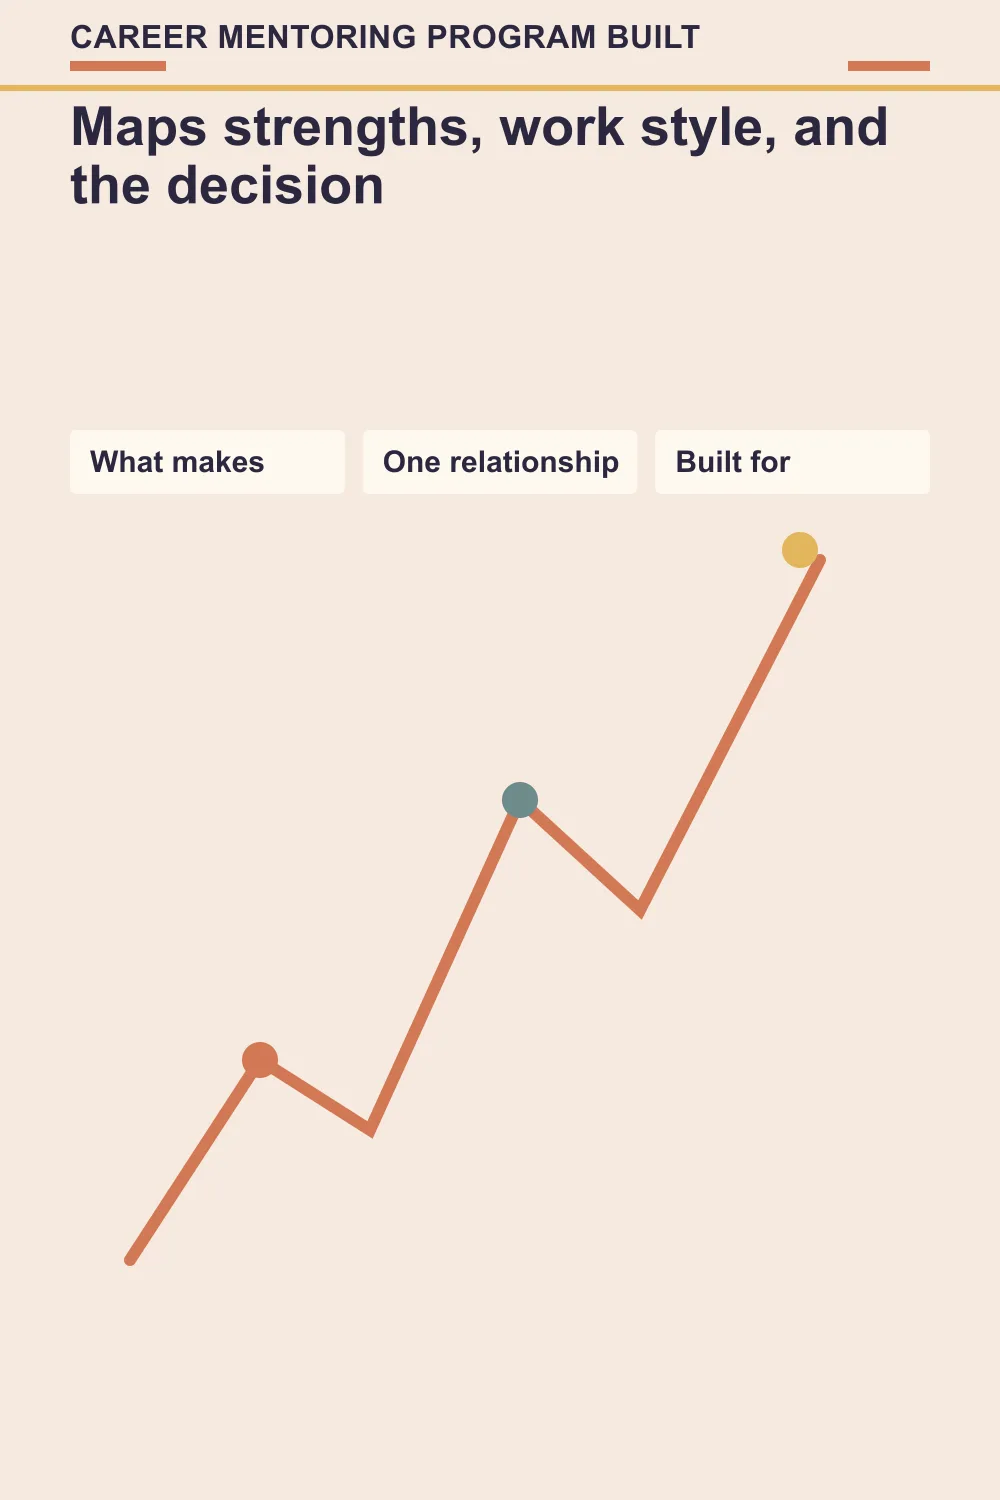 CAREER MENTORING PROGRAM BUILT
Maps strengths, work style, and
the decision
What makes
One relationship
Built for